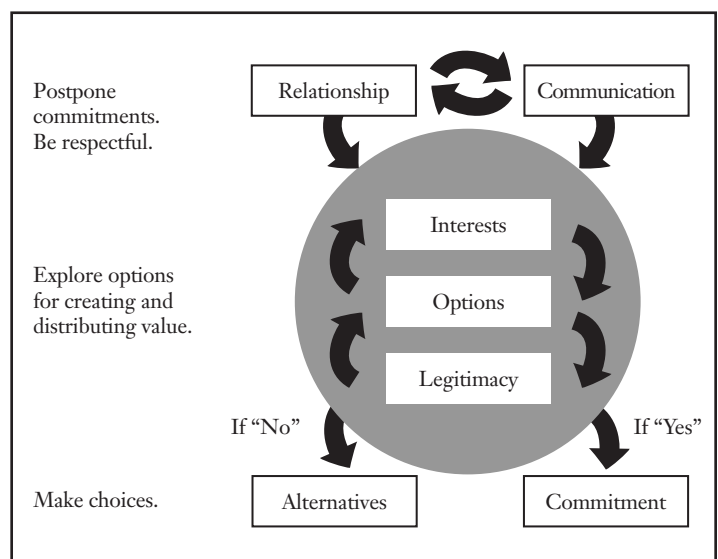 Postpone
commitments.
Be respectful.
Relationship
Communication
Interests
Explore options
for creating and
distributing value.
Options
Legitimacy
If “No”
If “Yes”
Make choices.
Alternatives
Commitment